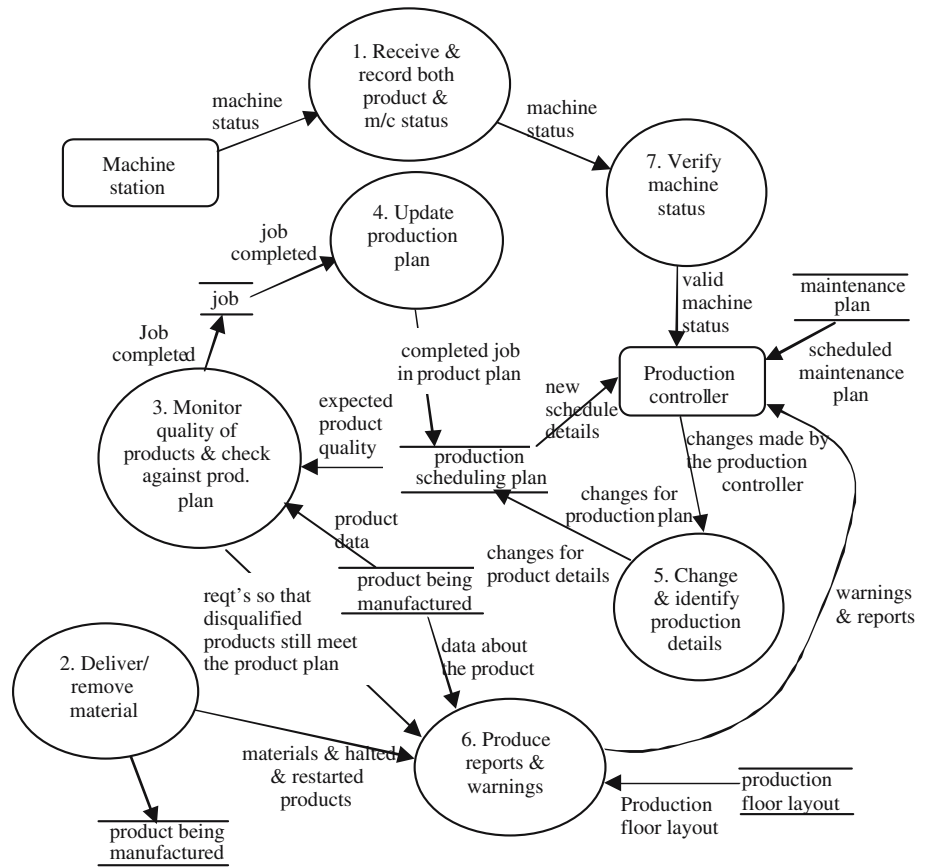 1. Receive &
record both
product &
m/c status
machine
status
machine
status
Machine
station
7. Verify
machine
status
4. Update
production
plan
job
completed
job
Job
completed
valid
machine
status
maintenance
plan
scheduled
maintenance
plan
completed job
in product plan
Production
controller
new
schedule
details
expected
product
quality
3. Monitor
quality of
products & check
against prod.
plan
production
scheduling plan
changes made by
the production
controller
changes for
production plan
changes for
product details
product
data
product being
manufactured
5. Change
& identify
production
details
warnings
& reports
reqt's so that
disqualified
products still meet
the product plan
data about
the product
2. Deliver/
remove
material
6. Produce
reports &
warnings
materials & halted
& restarted
products
production
floor layout
Production
floor layout
product being
manufactured